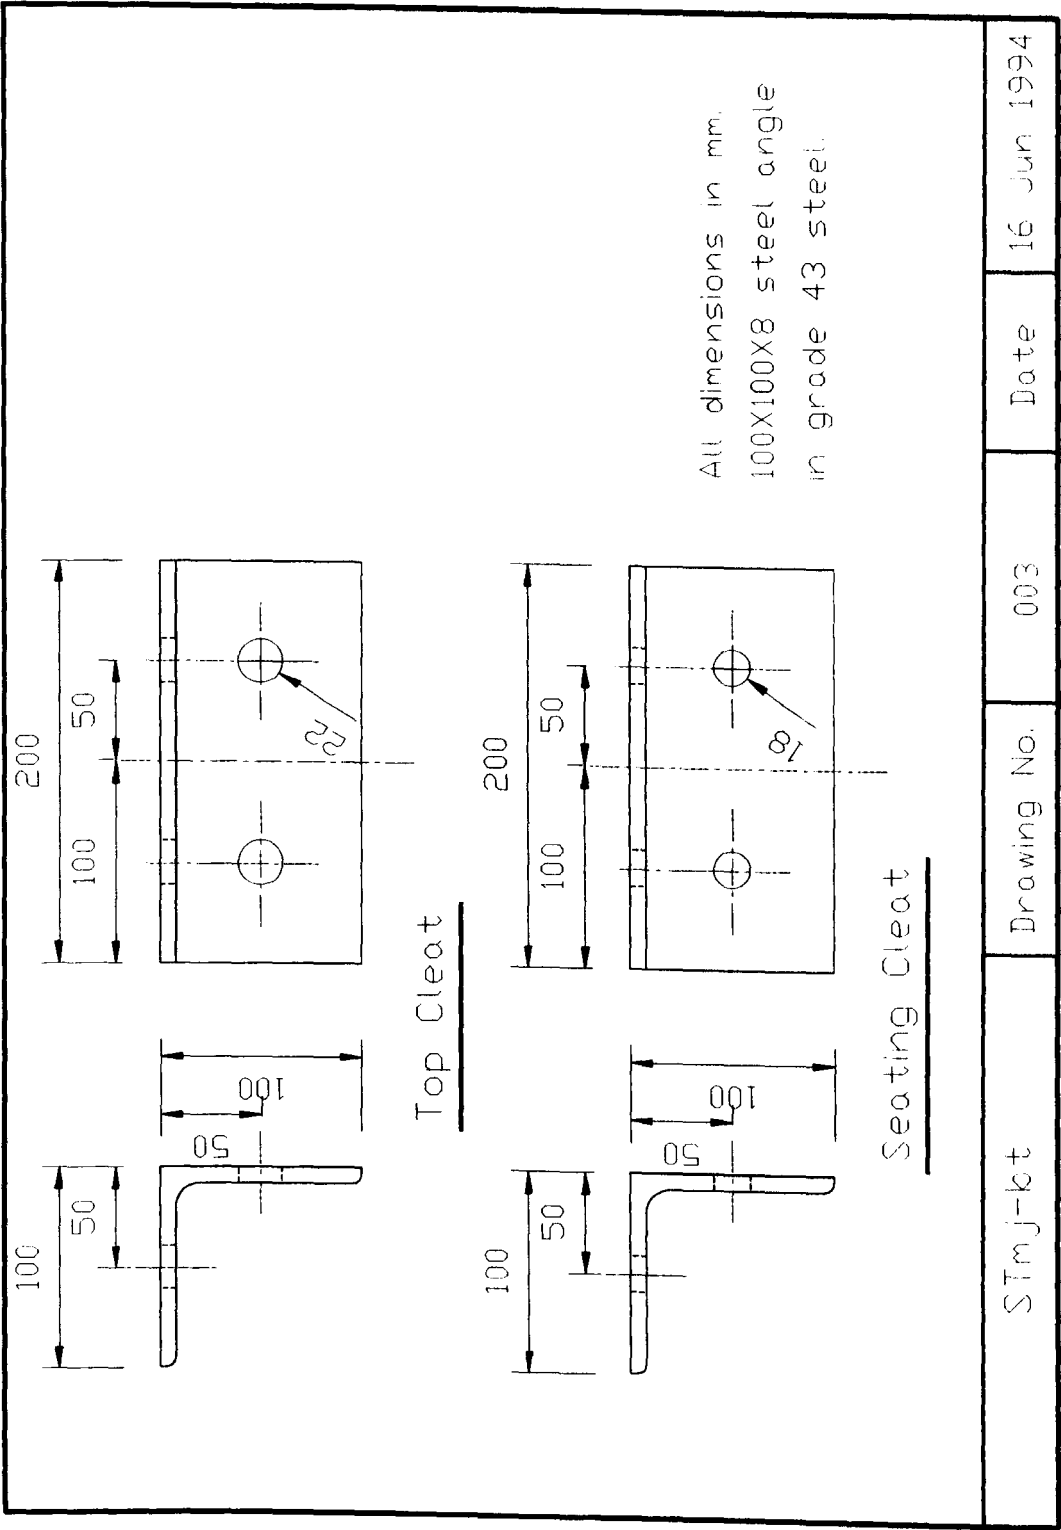 200
100 50
100
50
100
50
22
Top Cleat
200
100 50
100
50
100
50
18
Seating Cleat
All dimensions in mm.
100X100X8 steel angle
in grade 43 steel.
STmj-kt
Drawing No.
003
Date
16 Jun 1994